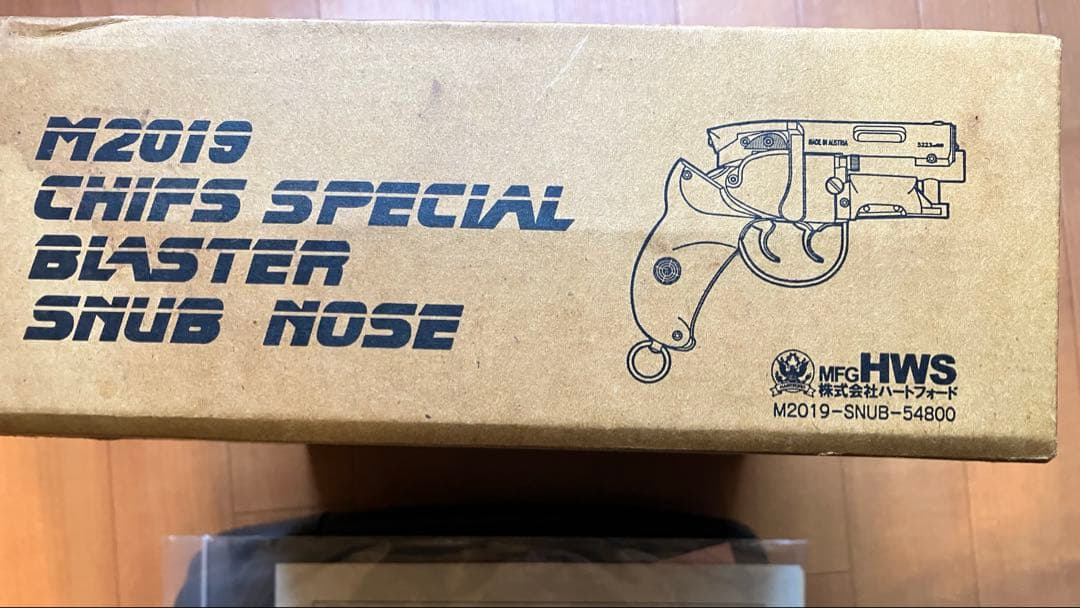 M2019
CHIFS SPECIAL
BLASTER
SNUB NOSE
MADE IN AUSTRIA
MFG HWS
株式会社ハートフォード
M2019-SNUB-54800